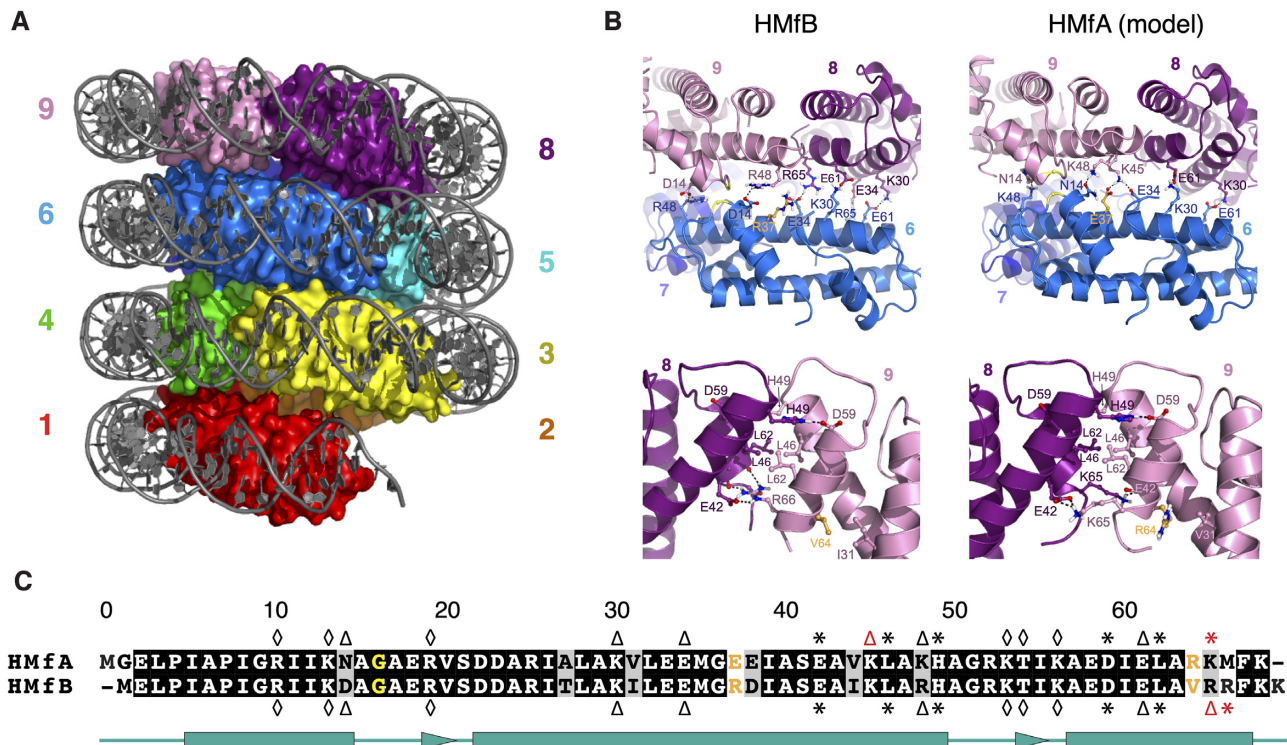 A
B
HMfB
HMfA (model)
9
8
6
5
4
3
1
2
9
8
D14
R48
R48
R65
E61
E34
K30
D14
R37
E34
K30
R65
E61
6
7
9
8
N14
K48
K48
K45
N14
E37
E34
E61
K30
K30
E61
6
7
8
9
D59
H49
H49
D59
L62
L46
L46
L62
E42
R66
V64
I31
8
9
D59
H49
H49
D59
L62
L46
L46
L62
K65
E42
E42
K65
R64
V31
C
0 10 20 30 40 50 60
◊ ◊ Δ ◊ Δ Δ * Δ * Δ * ◊ ◊ ◊ * Δ * *
HMfA MGELPIAPIGRIIKNAGAERVSDDARIALAKVLEEMGEEIASEAVKLAKHAGRKTIKAEDIELARKMFK-
HMfB -MELPIAPIGRIIKDAGAERVSDDARITLAKILEEMGRDIASEAIKLARHAGRKTIKAEDIELAVRRFKK
◊ ◊ Δ ◊ Δ Δ * * Δ * ◊ ◊ ◊ * Δ * Δ *